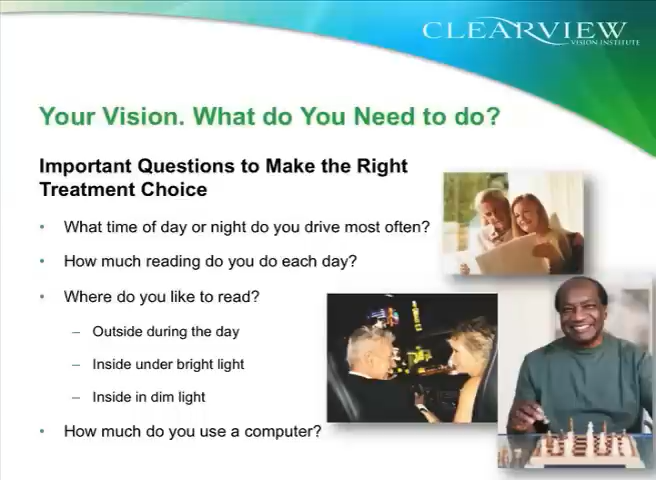 CLEARVIEW
VISION INSTITUTE
Your Vision. What do You Need to do?
Important Questions to Make the Right
Treatment Choice
• What time of day or night do you drive most often?
• How much reading do you do each day?
• Where do you like to read?
– Outside during the day
– Inside under bright light
– Inside in dim light
• How much do you use a computer?